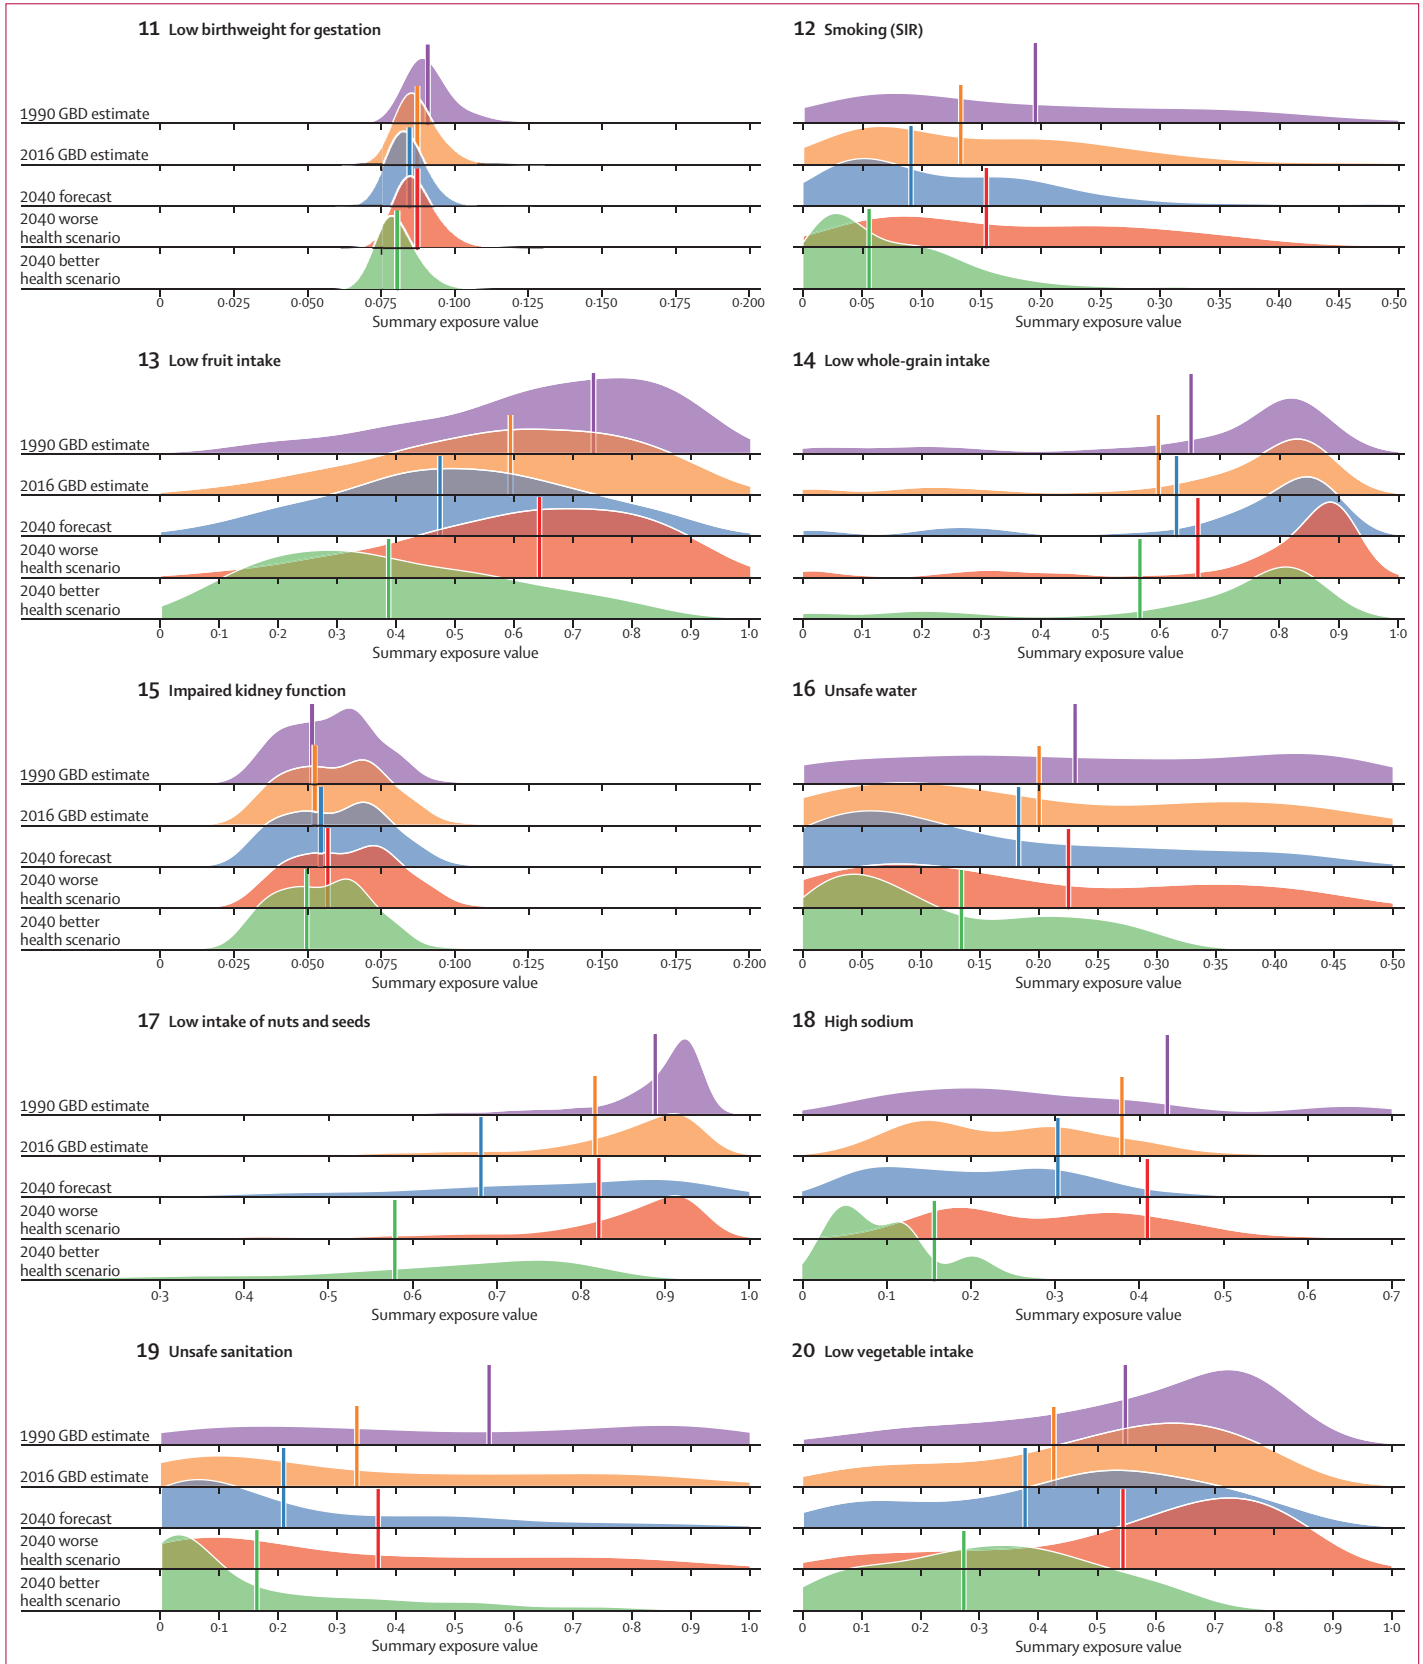 11 Low birthweight for gestation
1990 GBD estimate
2016 GBD estimate
2040 forecast
2040 worse
health scenario
2040 better
health scenario
0 0·025 0·050 0·075 0·100 0·125 0·150 0·175 0·200
Summary exposure value
12 Smoking (SIR)
0 0·05 0·10 0·15 0·20 0·25 0·30 0·35 0·40 0·45 0·50
Summary exposure value
13 Low fruit intake
1990 GBD estimate
2016 GBD estimate
2040 forecast
2040 worse
health scenario
2040 better
health scenario
0 0·1 0·2 0·3 0·4 0·5 0·6 0·7 0·8 0·9 1·0
Summary exposure value
14 Low whole-grain intake
0 0·1 0·2 0·3 0·4 0·5 0·6 0·7 0·8 0·9 1·0
Summary exposure value
15 Impaired kidney function
1990 GBD estimate
2016 GBD estimate
2040 forecast
2040 worse
health scenario
2040 better
health scenario
0 0·025 0·050 0·075 0·100 0·125 0·150 0·175 0·200
Summary exposure value
16 Unsafe water
0 0·05 0·10 0·15 0·20 0·25 0·30 0·35 0·40 0·45 0·50
Summary exposure value
17 Low intake of nuts and seeds
1990 GBD estimate
2016 GBD estimate
2040 forecast
2040 worse
health scenario
2040 better
health scenario
0·3 0·4 0·5 0·6 0·7 0·8 0·9 1·0
Summary exposure value
18 High sodium
0 0·1 0·2 0·3 0·4 0·5 0·6 0·7
Summary exposure value
19 Unsafe sanitation
1990 GBD estimate
2016 GBD estimate
2040 forecast
2040 worse
health scenario
2040 better
health scenario
0 0·1 0·2 0·3 0·4 0·5 0·6 0·7 0·8 0·9 1·0
Summary exposure value
20 Low vegetable intake
0 0·1 0·2 0·3 0·4 0·5 0·6 0·7 0·8 0·9 1·0
Summary exposure value